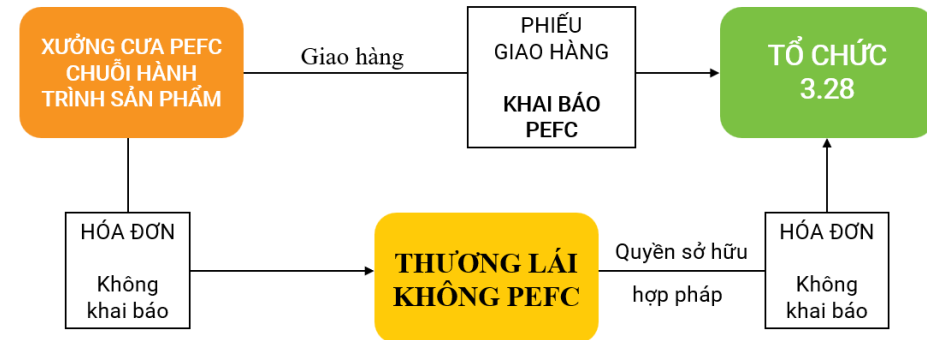 XƯỞNG CƯA PEFC
CHUỖI HÀNH
TRÌNH SẢN PHẨM
Giao hàng
PHIẾU
GIAO HÀNG
KHAI BÁO
PEFC
TỔ CHỨC
3.28
HÓA ĐƠN
Không
khai báo
THƯƠNG LÁI
KHÔNG PEFC
Quyền sở hữu
hợp pháp
HÓA ĐƠN
Không
khai báo